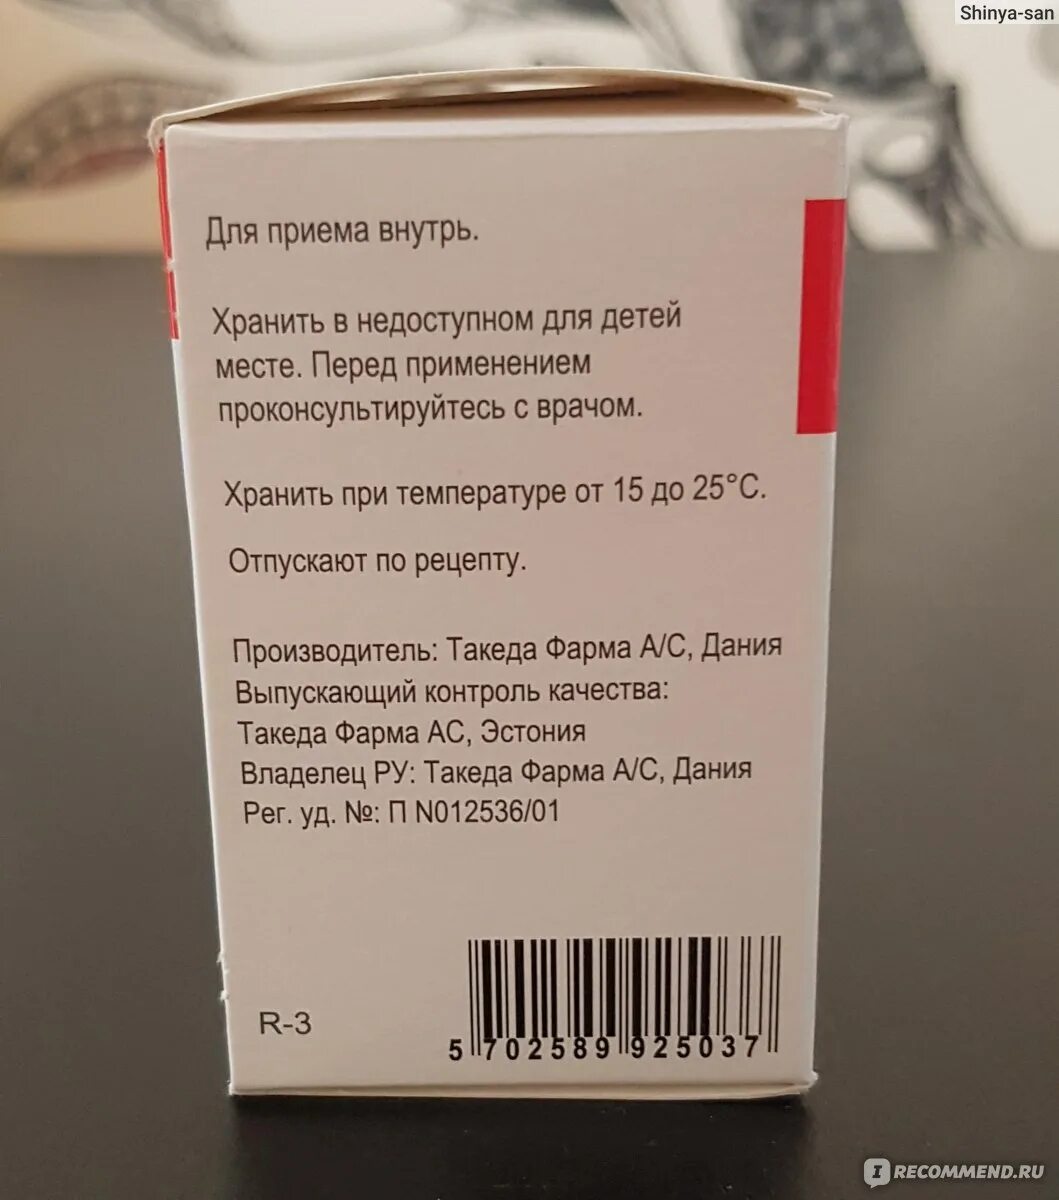 Shinya-san
Для приема внутрь.
Хранить в недоступном для детей
месте. Перед применением
проконсультируйтесь с врачом.
Хранить при температуре от 15 до 25°С.
Отпускают по рецепту.
Производитель: Такеда Фарма А/С, Дания
Выпускающий контроль качества:
Такеда Фарма АС, Эстония
Владелец РУ: Такеда Фарма А/С, Дания
Рег. уд. №: П N012536/01
R-3
5 702589 925037
IRECOMMEND.RU